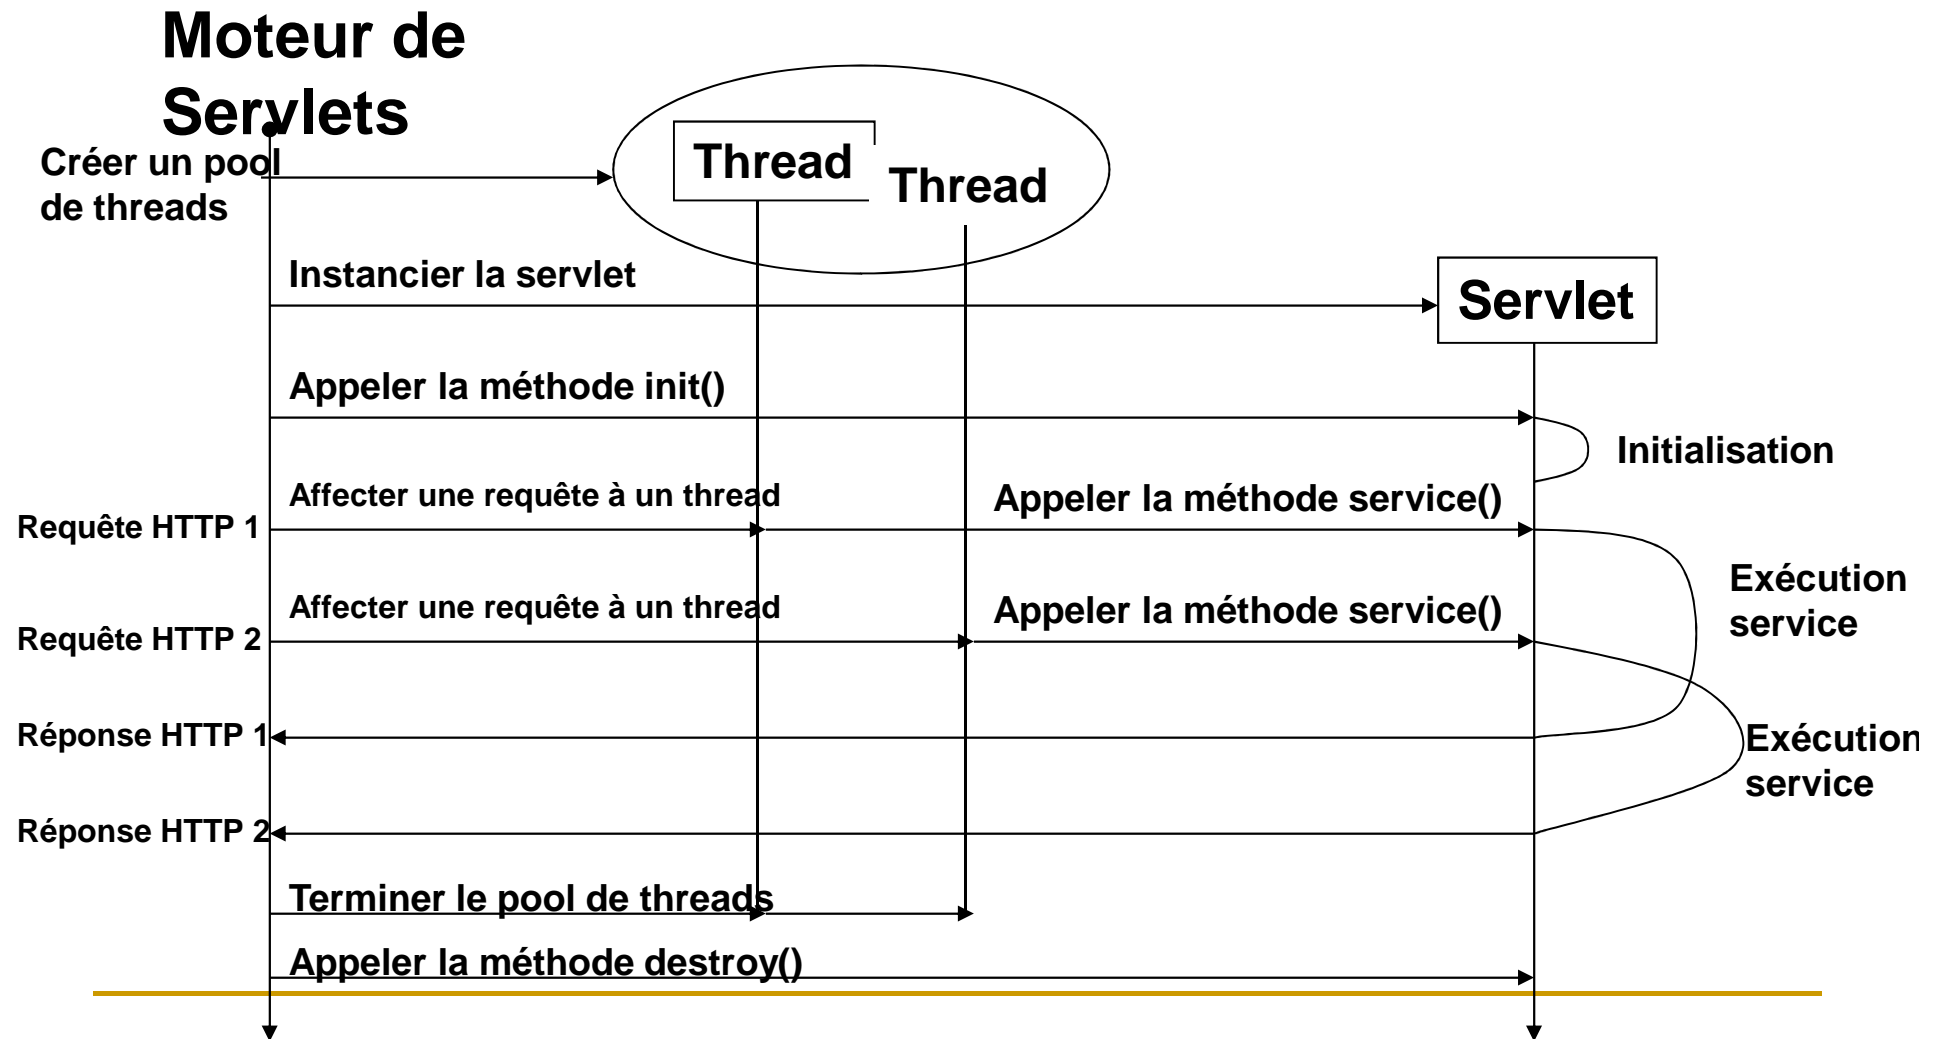 Moteur de
Servlets
Créer un pool
de threads
Thread
Thread
Instancier la servlet
Servlet
Appeler la méthode init()
Initialisation
Affecter une requête à un thread
Appeler la méthode service()
Requête HTTP 1
Exécution
service
Affecter une requête à un thread
Appeler la méthode service()
Requête HTTP 2
Réponse HTTP 1
Exécution
service
Réponse HTTP 2
Terminer le pool de threads
Appeler la méthode destroy()